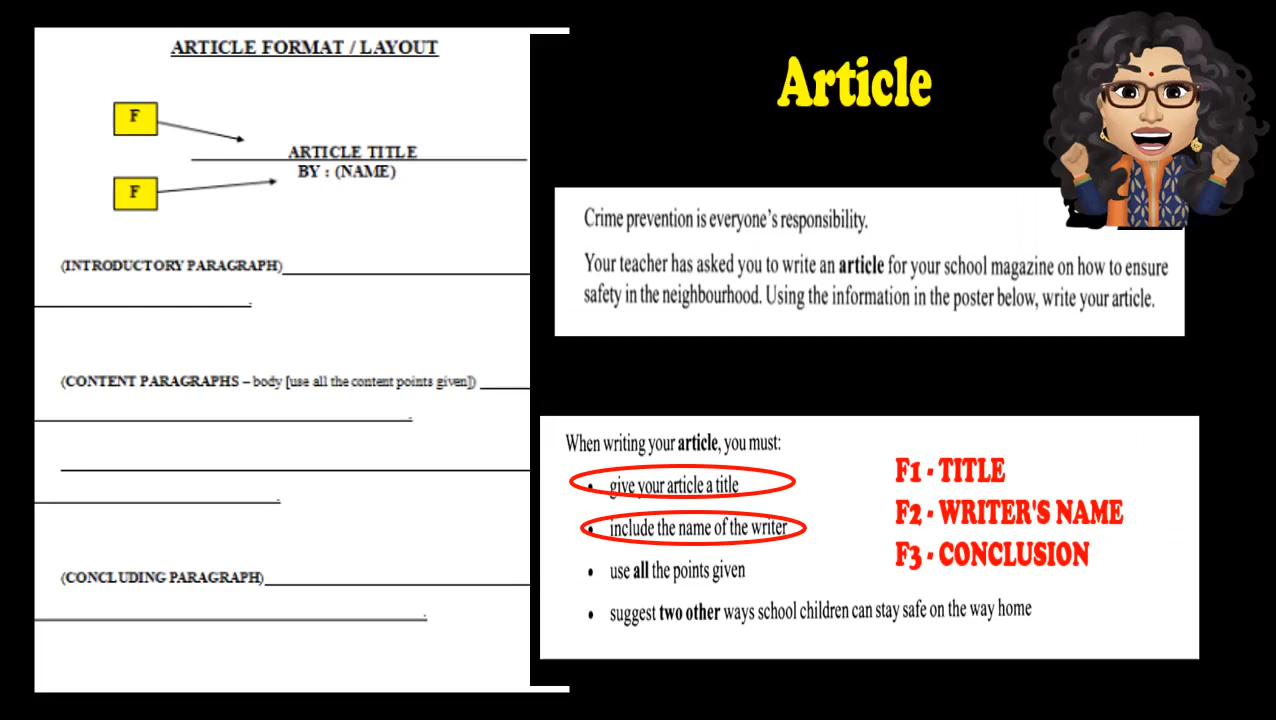 ARTICLE FORMAT / LAYOUT
F
ARTICLE TITLE
BY : (NAME)
F
(INTRODUCTORY PARAGRAPH)
(CONTENT PARAGRAPHS – body [use all the content points given])
(CONCLUDING PARAGRAPH)
Article
Crime prevention is everyone's responsibility.
Your teacher has asked you to write an article for your school magazine on how to ensure
safety in the neighbourhood. Using the information in the poster below, write your article.
When writing your article, you must:
• give your article a title
• include the name of the writer
• use all the points given
• suggest two other ways school children can stay safe on the way home
F1 - TITLE
F2 - WRITER'S NAME
F3 - CONCLUSION